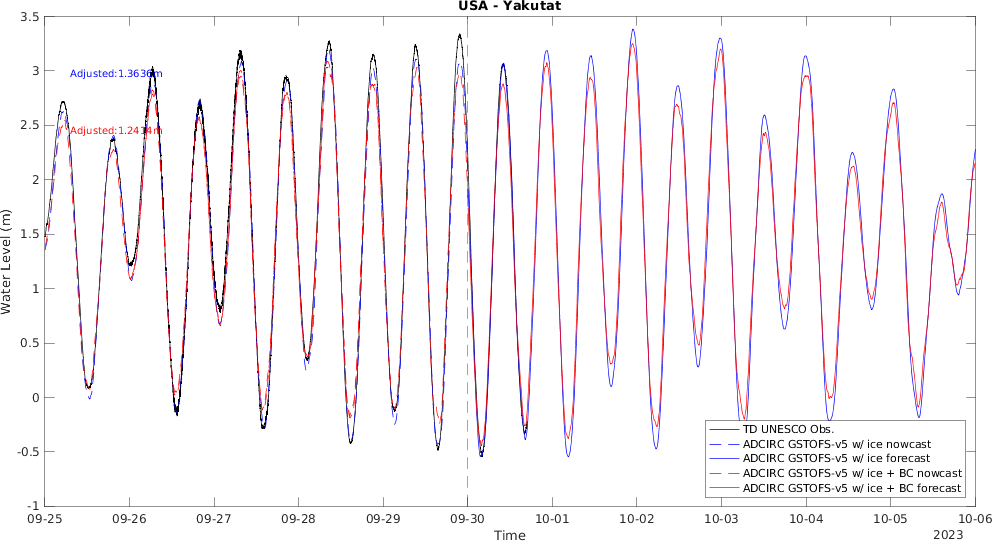 USA - Yakutat
3.5
3
2.5
2
1.5
1
0.5
0
-0.5
-1
Water Level (m)
Adjusted:1.3636m
Adjusted:1.2414m
TD UNESCO Obs.
ADCIRC GSTOFS-v5 w/ ice nowcast
ADCIRC GSTOFS-v5 w/ ice forecast
ADCIRC GSTOFS-v5 w/ ice + BC nowcast
ADCIRC GSTOFS-v5 w/ ice + BC forecast
09-25 09-26 09-27 09-28 09-29 09-30 10-01 10-02 10-03 10-04 10-05 10-06
Time
2023